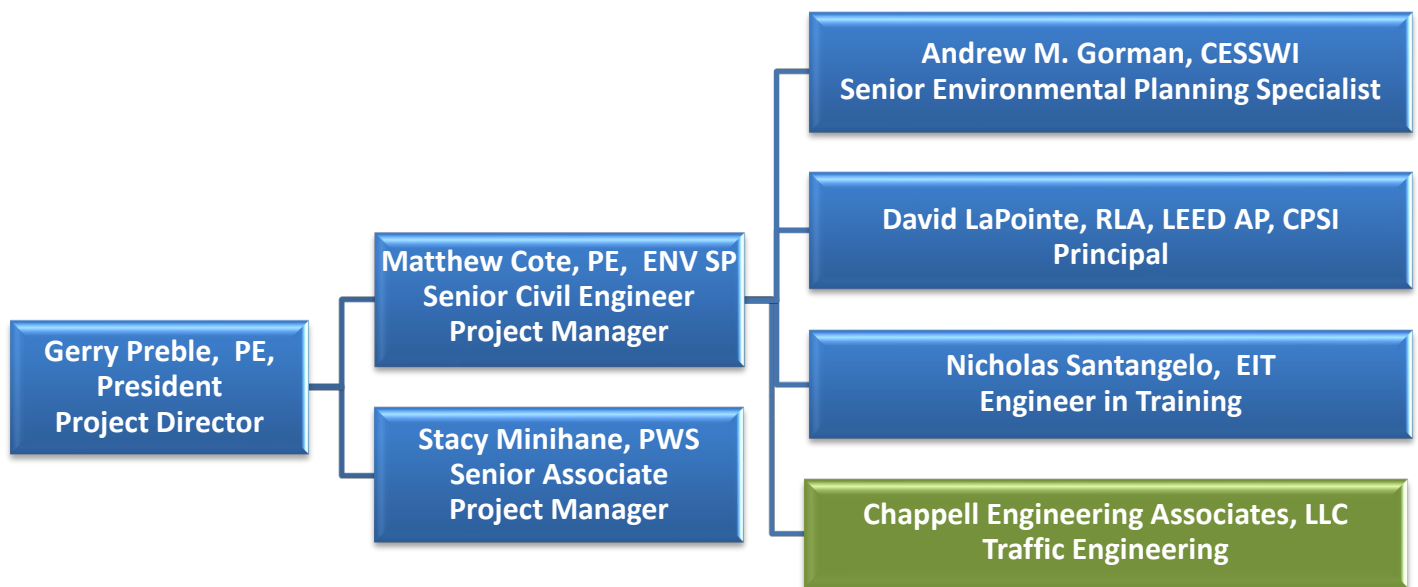 Gerry Preble,  PE,
President
Project Director
Matthew Cote, PE,  ENV SP
Senior Civil Engineer
Project Manager
Stacy Minihane, PWS
Senior Associate
Project Manager
Andrew M. Gorman, CESSWI
Senior Environmental Planning Specialist
David LaPointe, RLA, LEED AP, CPSI
Principal
Nicholas Santangelo,  EIT
Engineer in Training
Chappell Engineering Associates, LLC
Traffic Engineering